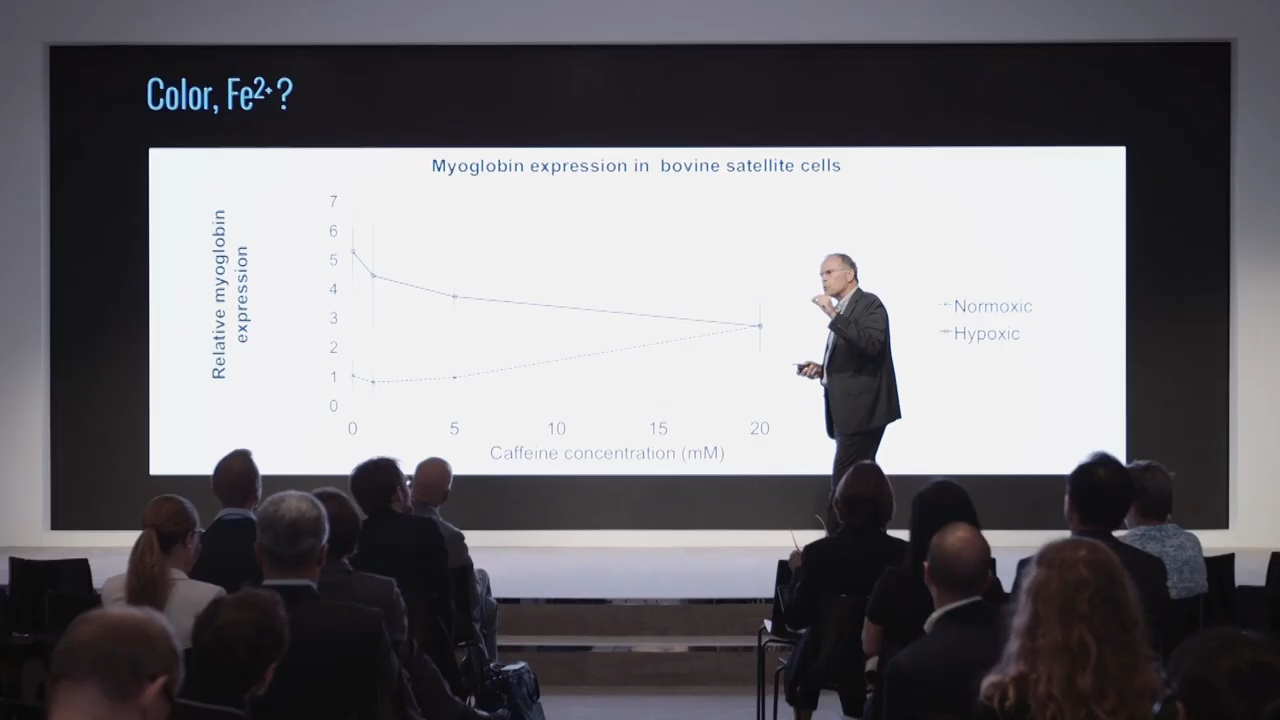 Color, Fe²⁺?
Myoglobin expression in bovine satellite cells
Relative myoglobin
expression
7
6
5
4
3
2
1
0
0 5 10 15 20
Caffeine concentration (mM)
Normoxic
Hypoxic